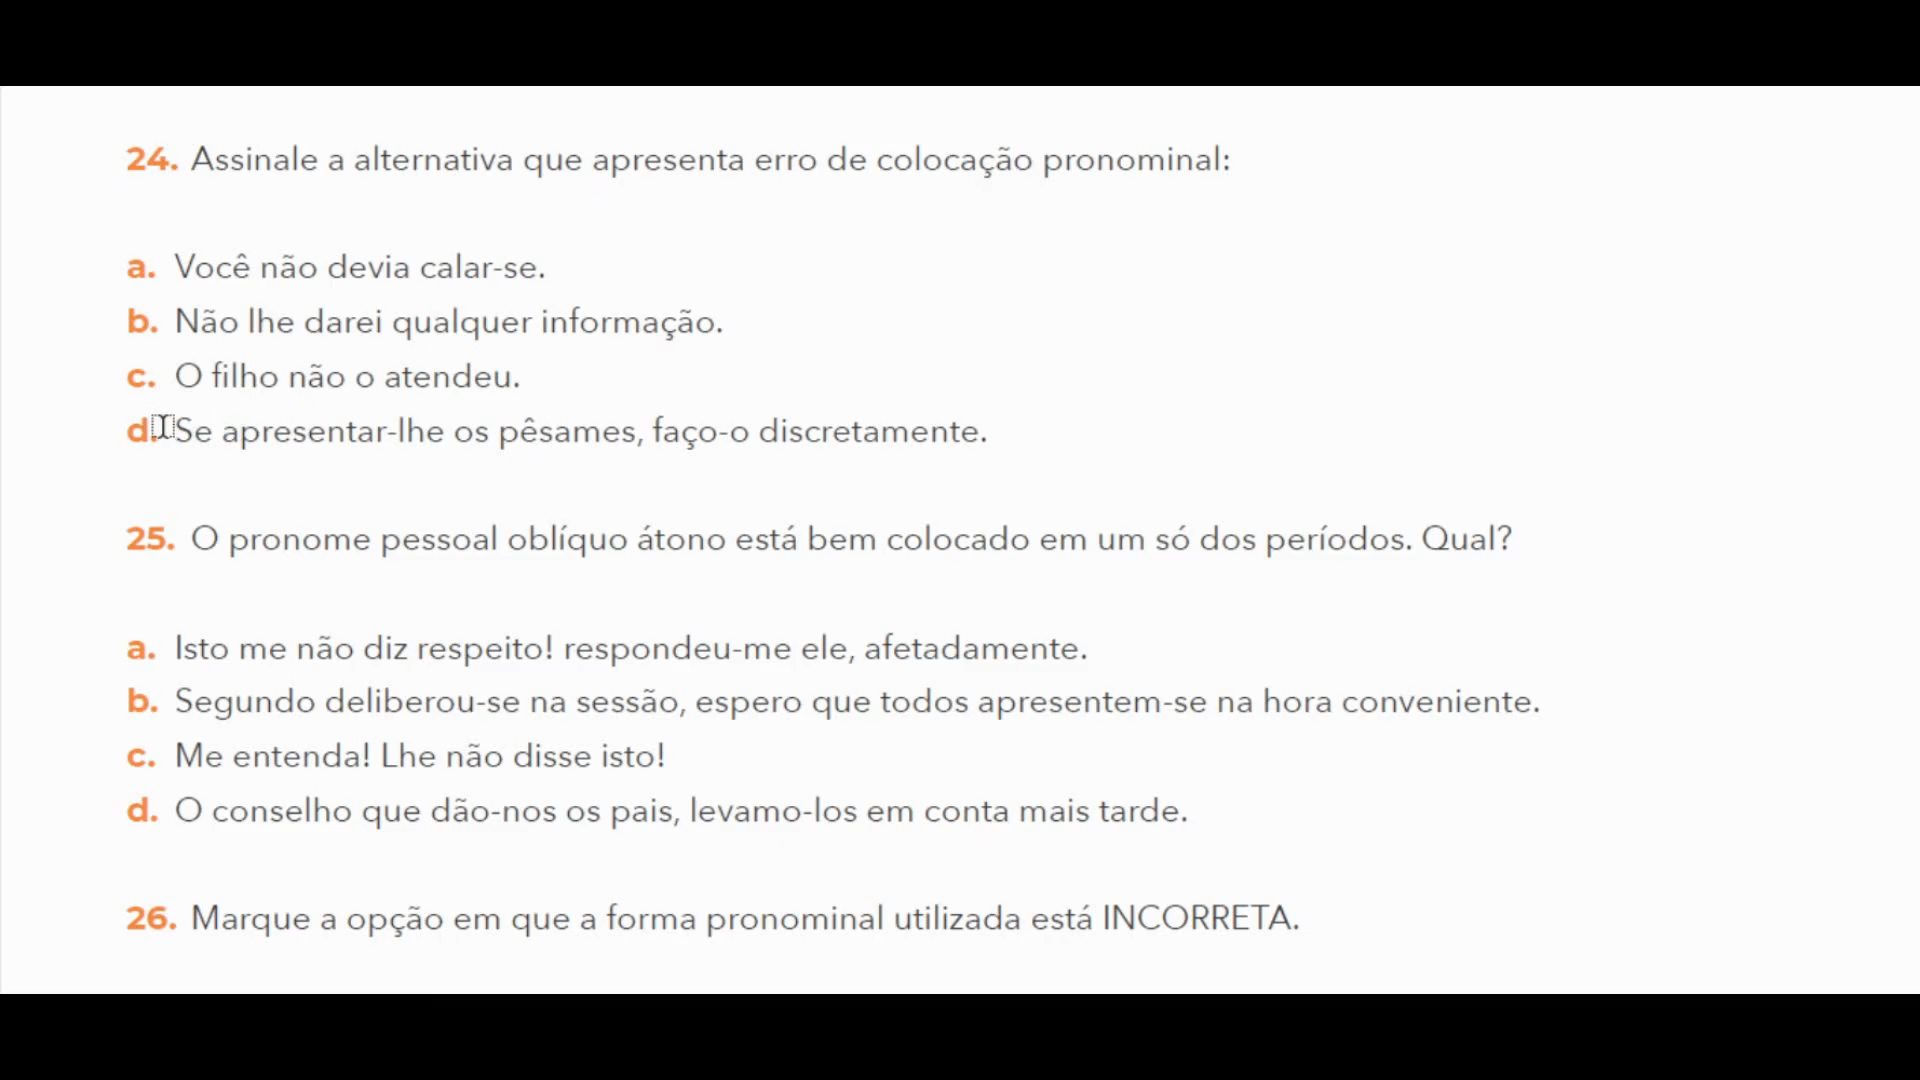 24. Assinale a alternativa que apresenta erro de colocação pronominal:
a. Você não devia calar-se.
b. Não lhe darei qualquer informação.
c. O filho não o atendeu.
d. Se apresentar-lhe os pêsames, faço-o discretamente.
25. O pronome pessoal oblíquo átono está bem colocado em um só dos períodos. Qual?
a. Isto me não diz respeito! respondeu-me ele, afetadamente.
b. Segundo deliberou-se na sessão, espero que todos apresentem-se na hora conveniente.
c. Me entenda! Lhe não disse isto!
d. O conselho que dão-nos os pais, levamo-los em conta mais tarde.
26. Marque a opção em que a forma pronominal utilizada está INCORRETA.